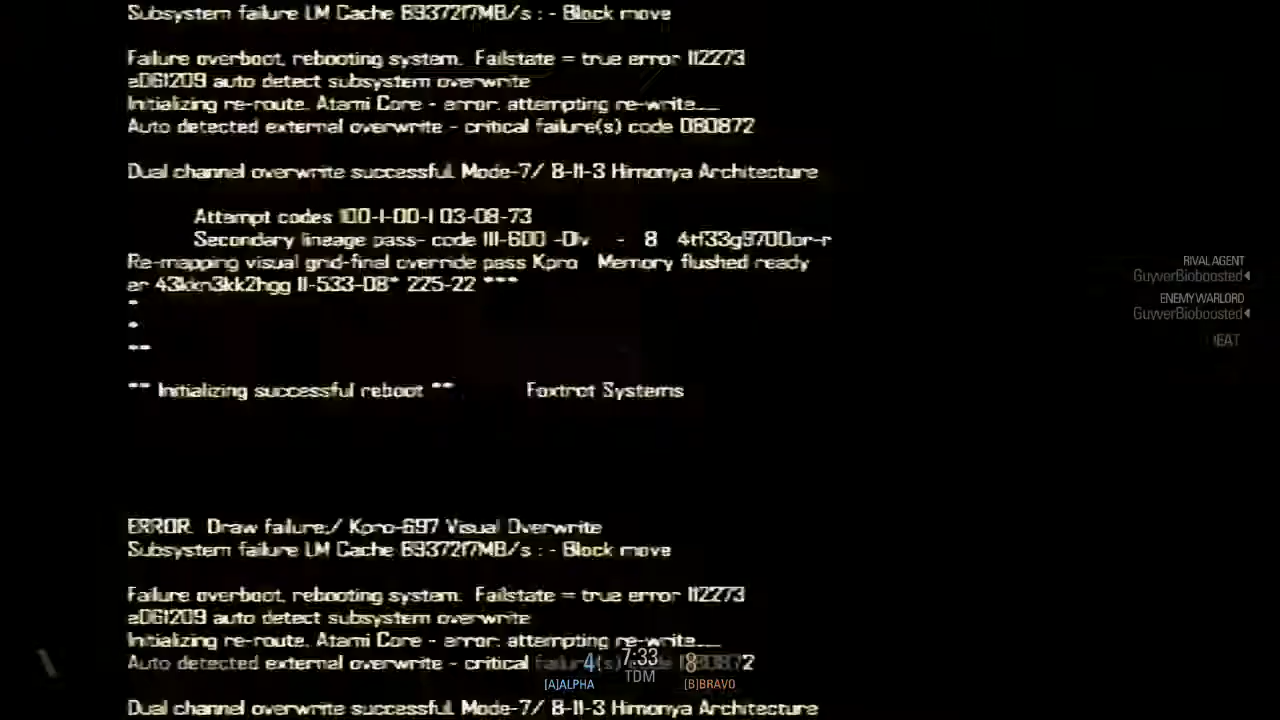 Subsystem failure LM Cache 69372f7MB/s : - Block move
Failure overboot, rebooting system. Failstate = true error 112273
a061209 auto detect subsystem overwrite
Initializing re-route. Atami Core - error: attempting re-write....
Auto detected external overwrite - critical failure(s) code 080872
Dual channel overwrite successful. Mode-7/ 8-11-3 Himonya Architecture
Attempt codes 100-1-00-1 03-08-73
Secondary lineage pass- code 111-600 -Div - 8 4tf33g9700or-r
Re-mapping visual grid-final override pass Kpro Memory flushed ready
er 43kkn3kk2hgg 11-533-08* 225-22 ***
*
*
**
** Initializing successful reboot ** Foxtrot Systems
RIVAL AGENT
GuyverBioboosted
ENEMY WARLORD
GuyverBioboosted
ERROR. Draw failure;/ Kpro-697 Visual Overwrite
Subsystem failure LM Cache 69372f7MB/s : - Block move
Failure overboot, rebooting system. Failstate = true error 112273
a061209 auto detect subsystem overwrite
Initializing re-route. Atami Core - error: attempting re-write....
Auto detected external overwrite - critical failure(s) code 080872
4 7:33 8
TDM
[A]ALPHA [B]BRAVO
Dual channel overwrite successful. Mode-7/ 8-11-3 Himonya Architecture